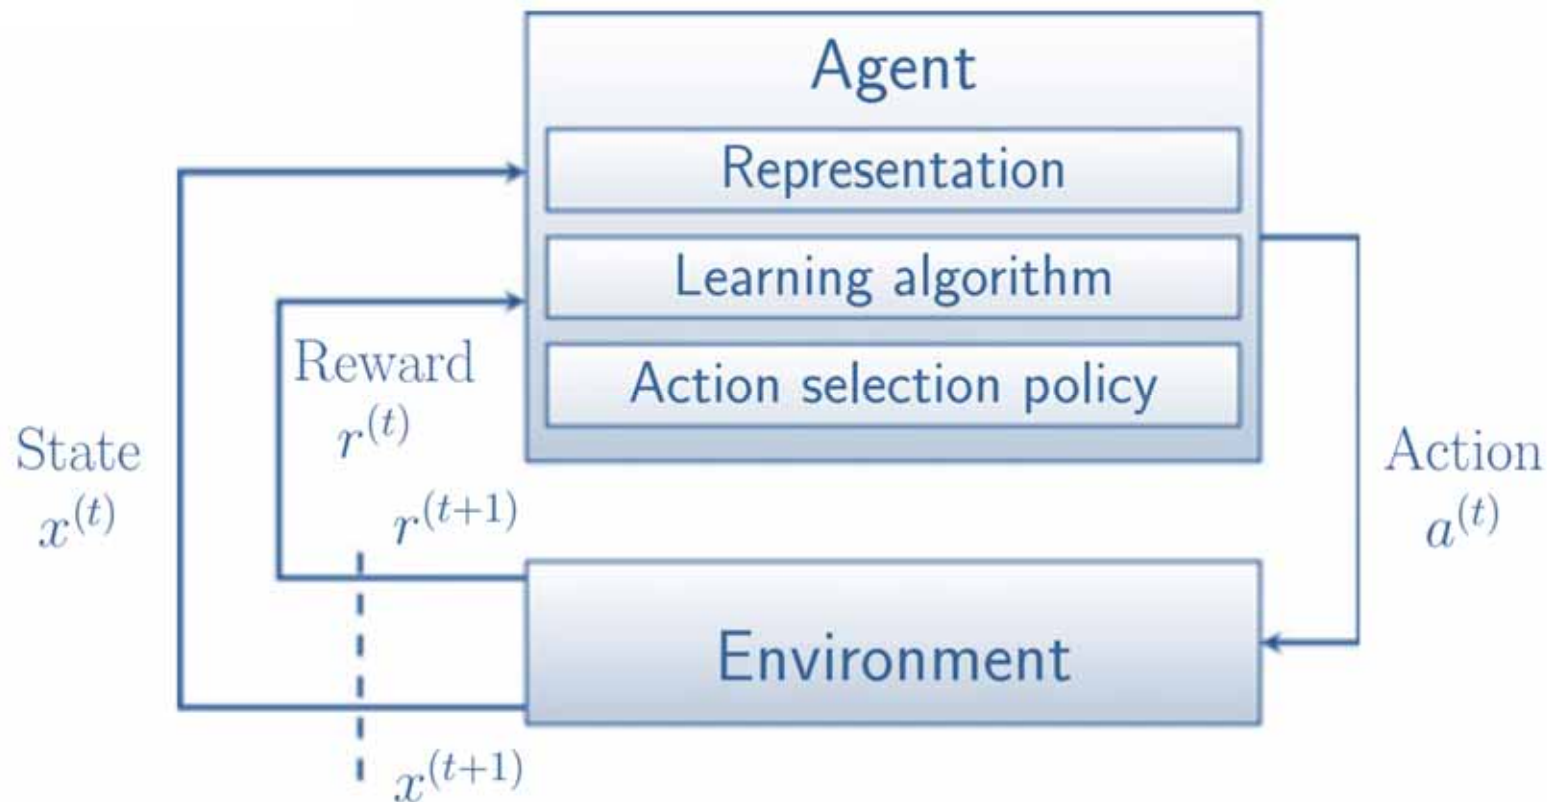 Agent
Representation
Learning algorithm
Action selection policy
Reward
r^{(t)}
State
x^{(t)}
r^{(t+1)}
Action
a^{(t)}
Environment
x^{(t+1)}